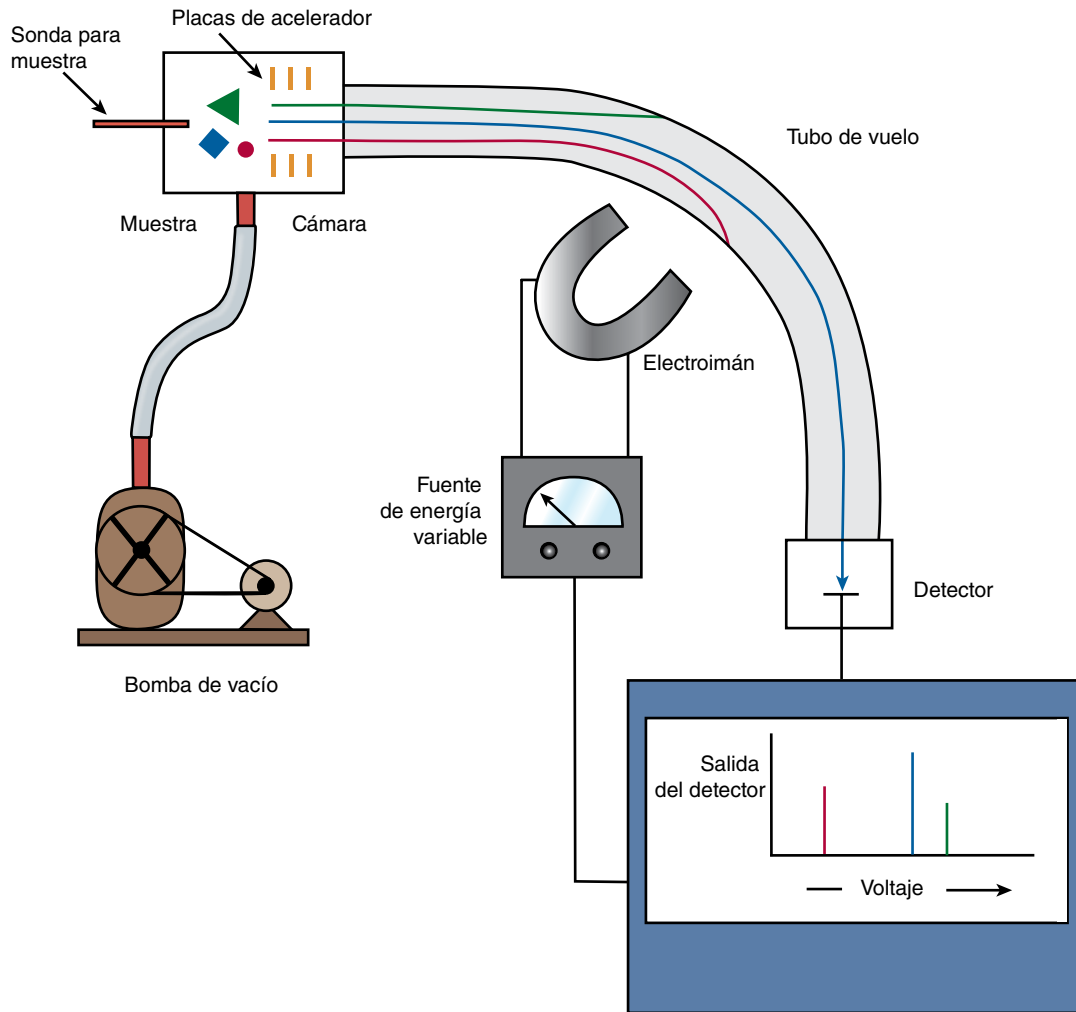 Placas de acelerador
Sonda para
muestra
Tubo de vuelo
Muestra
Cámara
Electroimán
Fuente
de energía
variable
Detector
Bomba de vacío
Salida
del detector
Voltaje